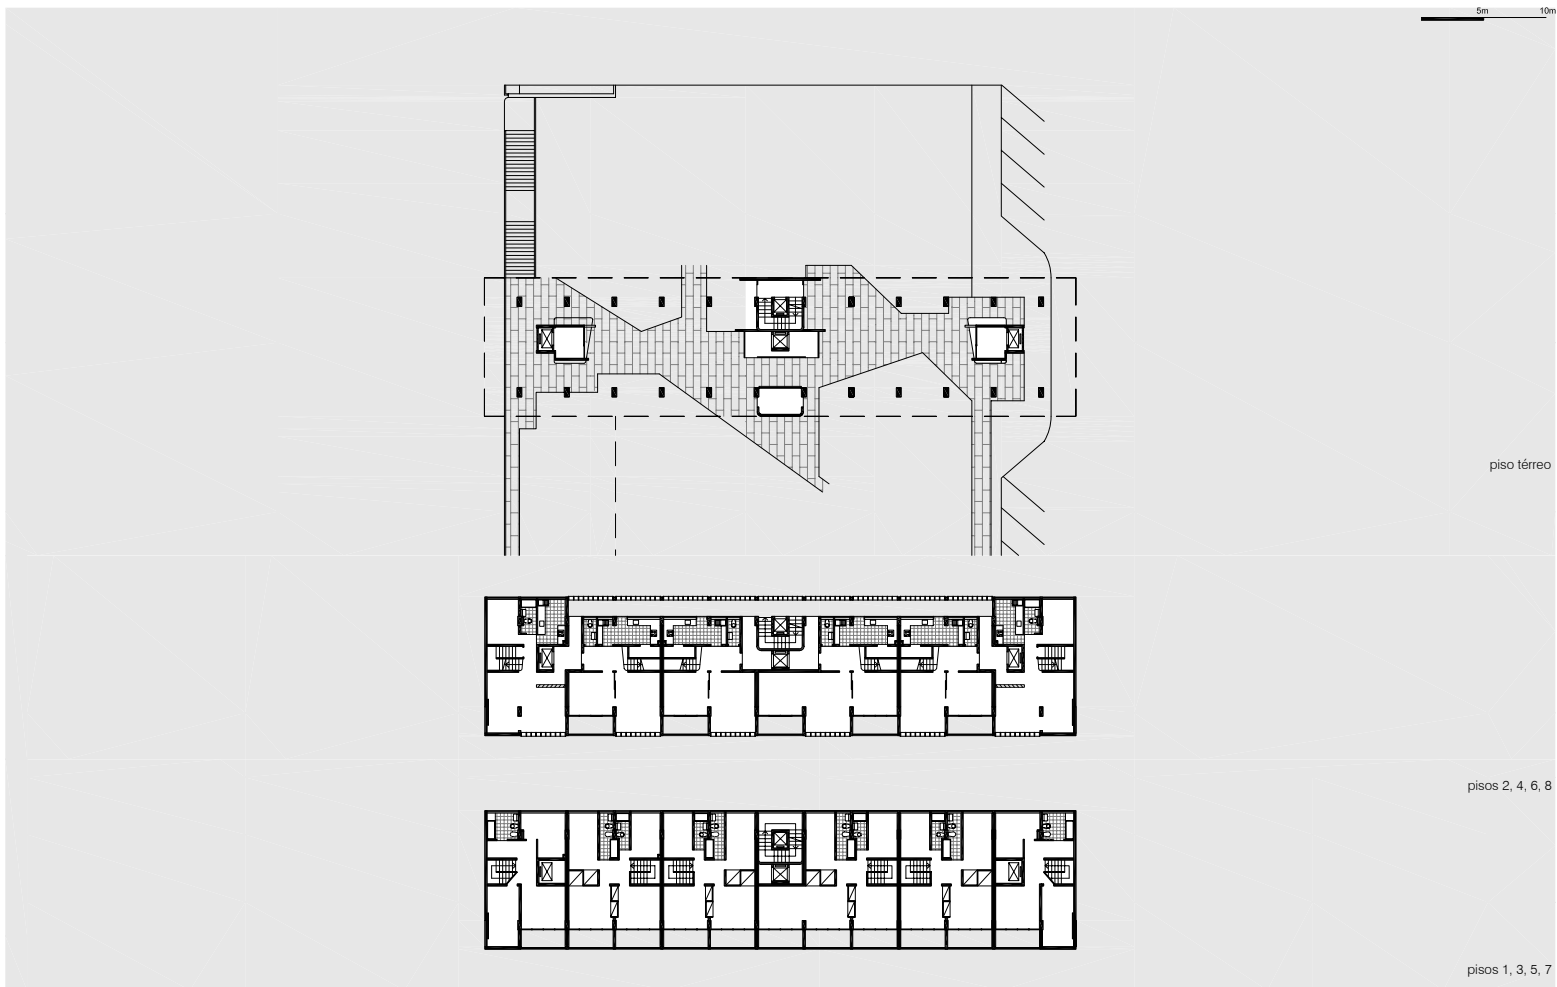 5m 10m
piso térreo
pisos 2, 4, 6, 8
pisos 1, 3, 5, 7